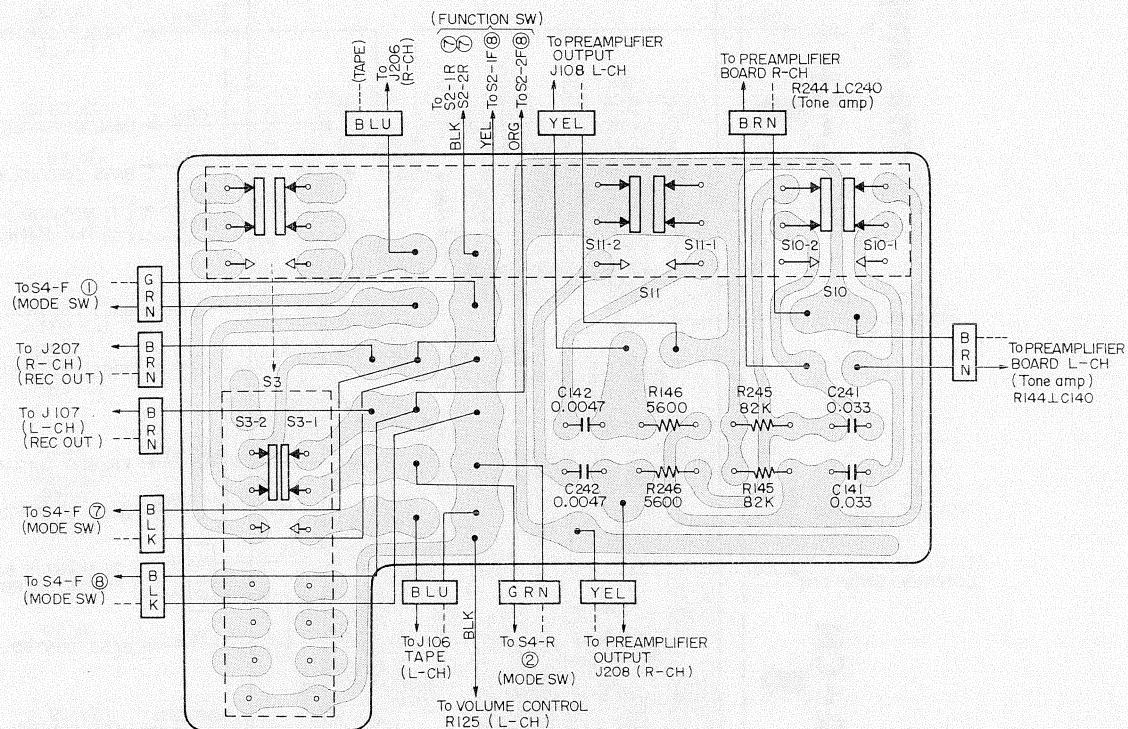 (FUNCTION SW)
(TAPE)
To
J206
(R-CH)
To
S2-1R ⑦
S2-2R ⑦
To S2-1F ⑧
To S2-2F ⑧
To PREAMPLIFIER
OUTPUT
J108 L-CH
To PREAMPLIFIER
BOARD R-CH
R244 ⊥ C240
(Tone amp)
BLU
BLK
YEL
ORG
YEL
BRN
S11-2
S11-1
S10-2
S10-1
S11
S10
To S4-F ①
(MODE SW)
GRN
To J207
(R-CH)
(REC OUT)
BRN
To J107
(L-CH)
(REC OUT)
BRN
S3
S3-2
S3-1
BRN
To PREAMPLIFIER
BOARD L-CH
(Tone amp)
R144 ⊥ C140
C142
0.0047
R146
5600
R245
82K
C241
0.033
C242
0.0047
R246
5600
R145
82K
C141
0.033
To S4-F ⑦
(MODE SW)
BLK
To S4-F ⑧
(MODE SW)
BLK
BLU
BLK
GRN
YEL
To J106
TAPE
(L-CH)
To S4-R
②
(MODE SW)
To PREAMPLIFIER
OUTPUT
J208 (R-CH)
To VOLUME CONTROL
R125 (L-CH)